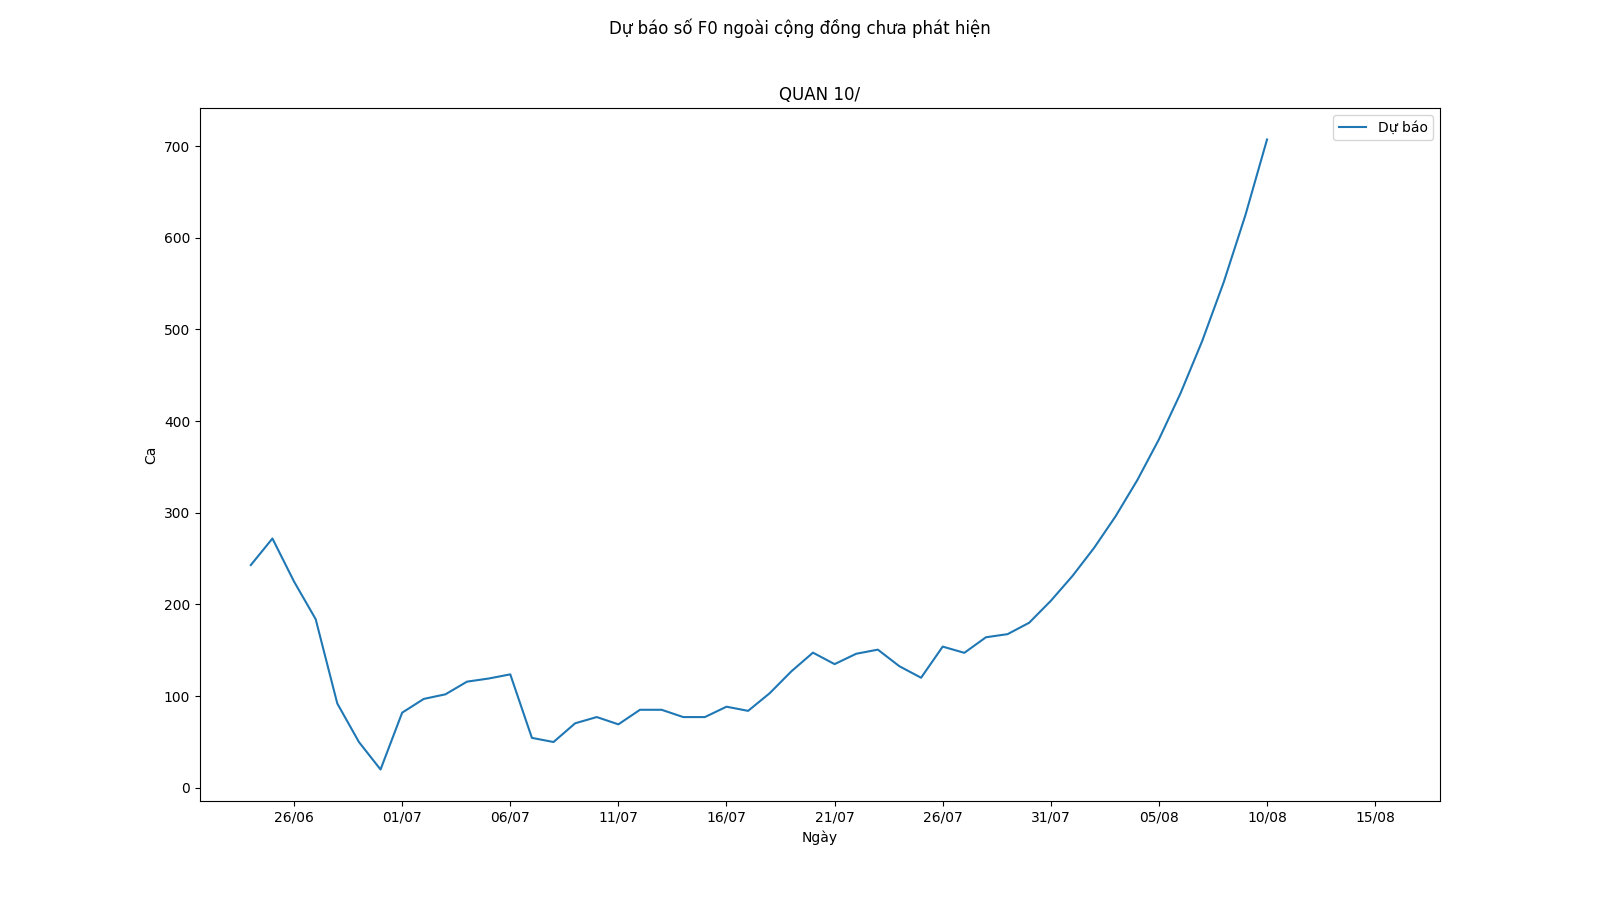 Dự báo số F0 ngoài cộng đồng chưa phát hiện
QUAN 10/
Dự báo
700
600
500
400
300
200
100
0
Ca
26/06 01/07 06/07 11/07 16/07 21/07 26/07 31/07 05/08 10/08 15/08
Ngày